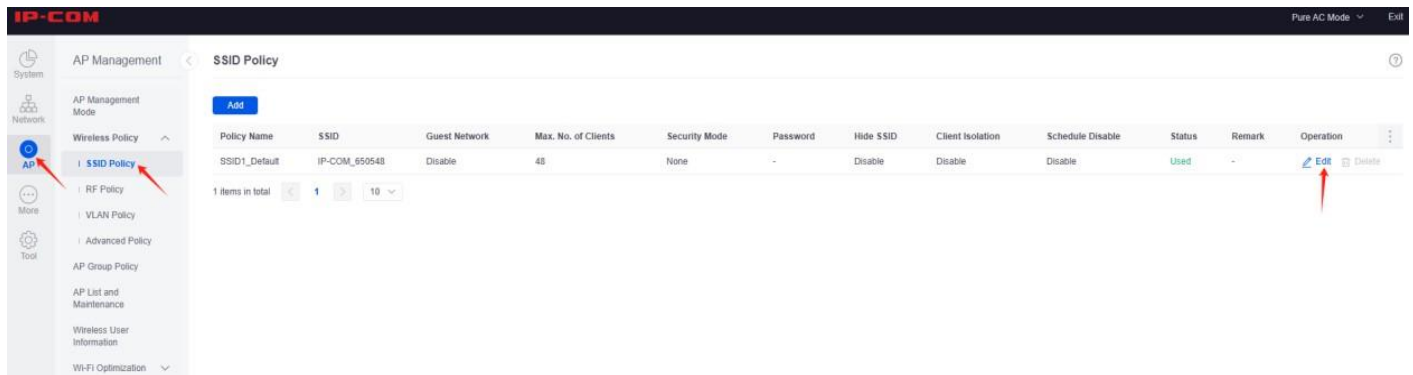 IP-COM
Pure AC Mode Exit
System
Network
AP
More
Tool
AP Management
AP Management
Mode
Wireless Policy
SSID Policy
RF Policy
VLAN Policy
Advanced Policy
AP Group Policy
AP List and
Maintenance
Wireless User
Information
Wi-Fi Optimization
SSID Policy
Add
Policy Name SSID Guest Network Max. No. of Clients Security Mode Password Hide SSID Client Isolation Schedule Disable Status Remark Operation
SSID1_Default IP-COM_650548 Disable 48 None - Disable Disable Disable Used - Edit Delete
1 items in total < 1 > 10